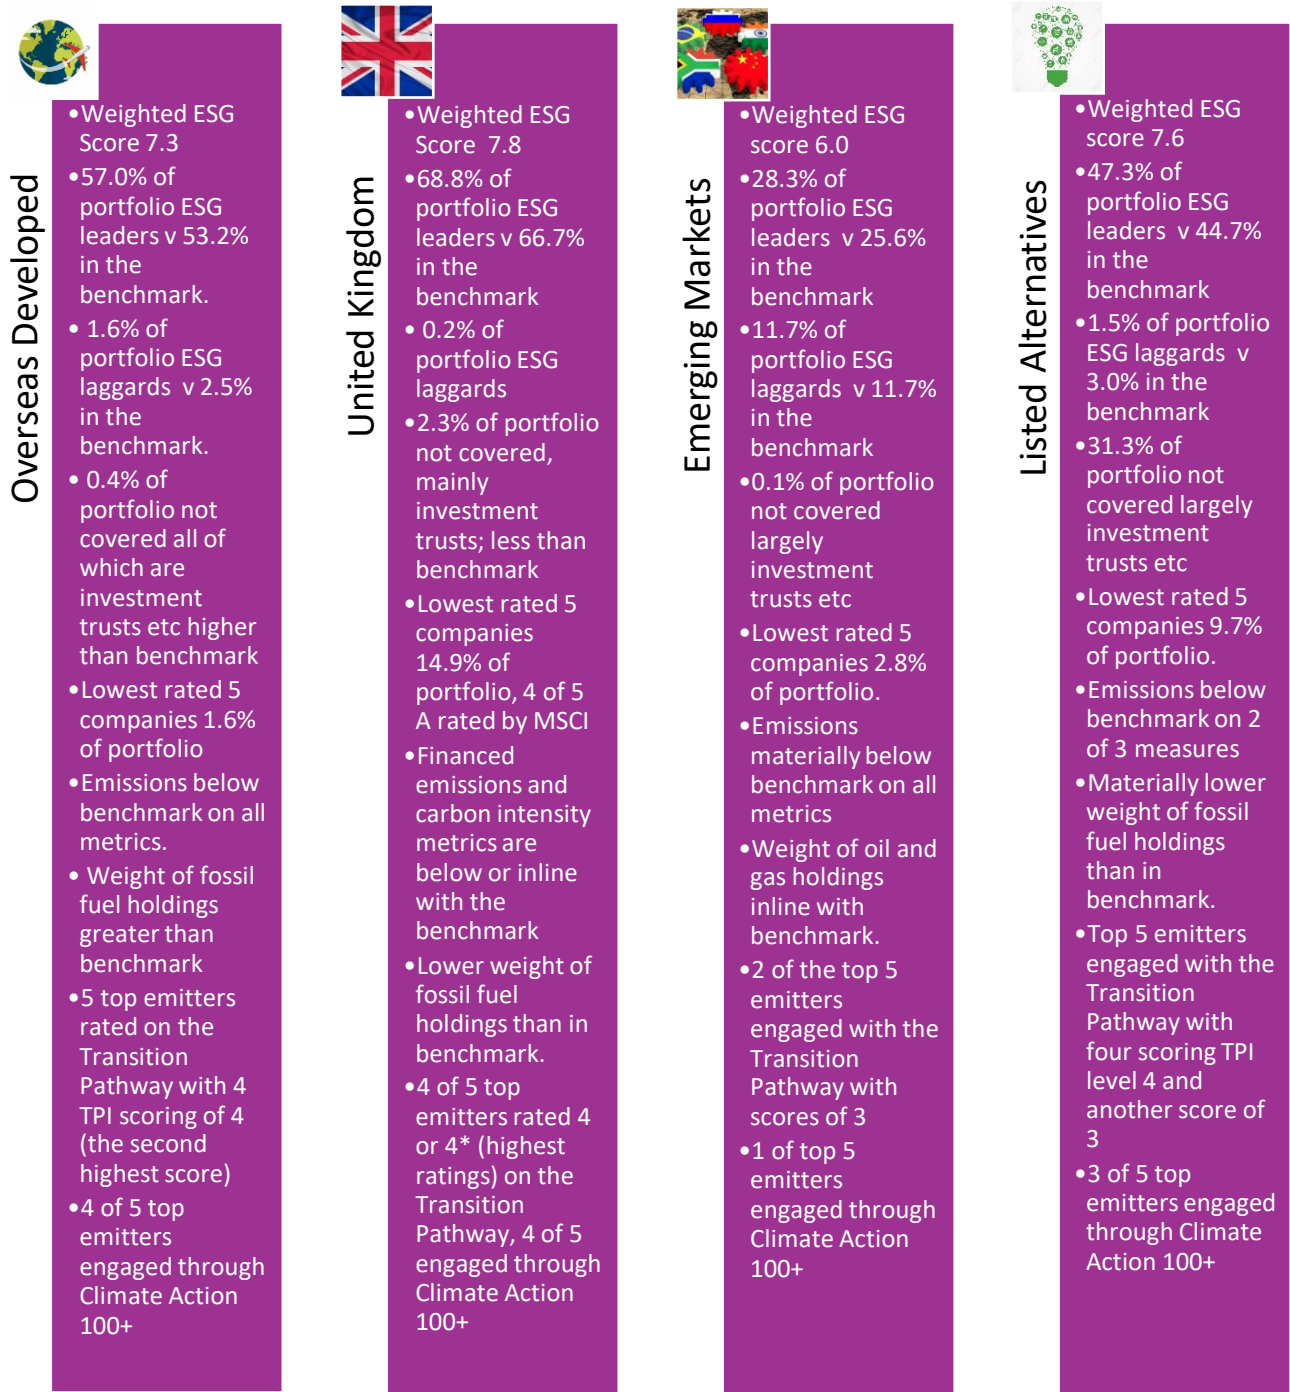 Overseas Developed
•Weighted ESG
Score 7.3
•57.0% of
portfolio ESG
leaders v 53.2%
in the
benchmark.
• 1.6% of
portfolio ESG
laggards v 2.5%
in the
benchmark.
• 0.4% of
portfolio not
covered all of
which are
investment
trusts etc higher
than benchmark
•Lowest rated 5
companies 1.6%
of portfolio
•Emissions below
benchmark on all
metrics.
• Weight of fossil
fuel holdings
greater than
benchmark
•5 top emitters
rated on the
Transition
Pathway with 4
TPI scoring of 4
(the second
highest score)
•4 of 5 top
emitters
engaged through
Climate Action
100+
United Kingdom
•Weighted ESG
Score 7.8
•68.8% of
portfolio ESG
leaders v 66.7%
in the
benchmark
• 0.2% of
portfolio ESG
laggards
•2.3% of portfolio
not covered,
mainly
investment
trusts; less than
benchmark
•Lowest rated 5
companies
14.9% of
portfolio, 4 of 5
A rated by MSCI
•Financed
emissions and
carbon intensity
metrics are
below or inline
with the
benchmark
•Lower weight of
fossil fuel
holdings than in
benchmark.
•4 of 5 top
emitters rated 4
or 4* (highest
ratings) on the
Transition
Pathway, 4 of 5
engaged through
Climate Action
100+
Emerging Markets
•Weighted ESG
score 6.0
•28.3% of
portfolio ESG
leaders v 25.6%
in the
benchmark
•11.7% of
portfolio ESG
laggards v 11.7%
in the
benchmark
•0.1% of portfolio
not covered
largely
investment
trusts etc
•Lowest rated 5
companies 2.8%
of portfolio.
•Emissions
materially below
benchmark on all
metrics
•Weight of oil and
gas holdings
inline with
benchmark.
•2 of the top 5
emitters
engaged with the
Transition
Pathway with
scores of 3
•1 of top 5
emitters
engaged through
Climate Action
100+
Listed Alternatives
•Weighted ESG
score 7.6
•47.3% of
portfolio ESG
leaders v 44.7%
in the
benchmark
•1.5% of portfolio
ESG laggards v
3.0% in the
benchmark
•31.3% of
portfolio not
covered largely
investment
trusts etc
•Lowest rated 5
companies 9.7%
of portfolio.
•Emissions below
benchmark on 2
of 3 measures
•Materially lower
weight of fossil
fuel holdings
than in
benchmark.
•Top 5 emitters
engaged with the
Transition
Pathway with
four scoring TPI
level 4 and
another score of
3
•3 of 5 top
emitters engaged
through Climate
Action 100+